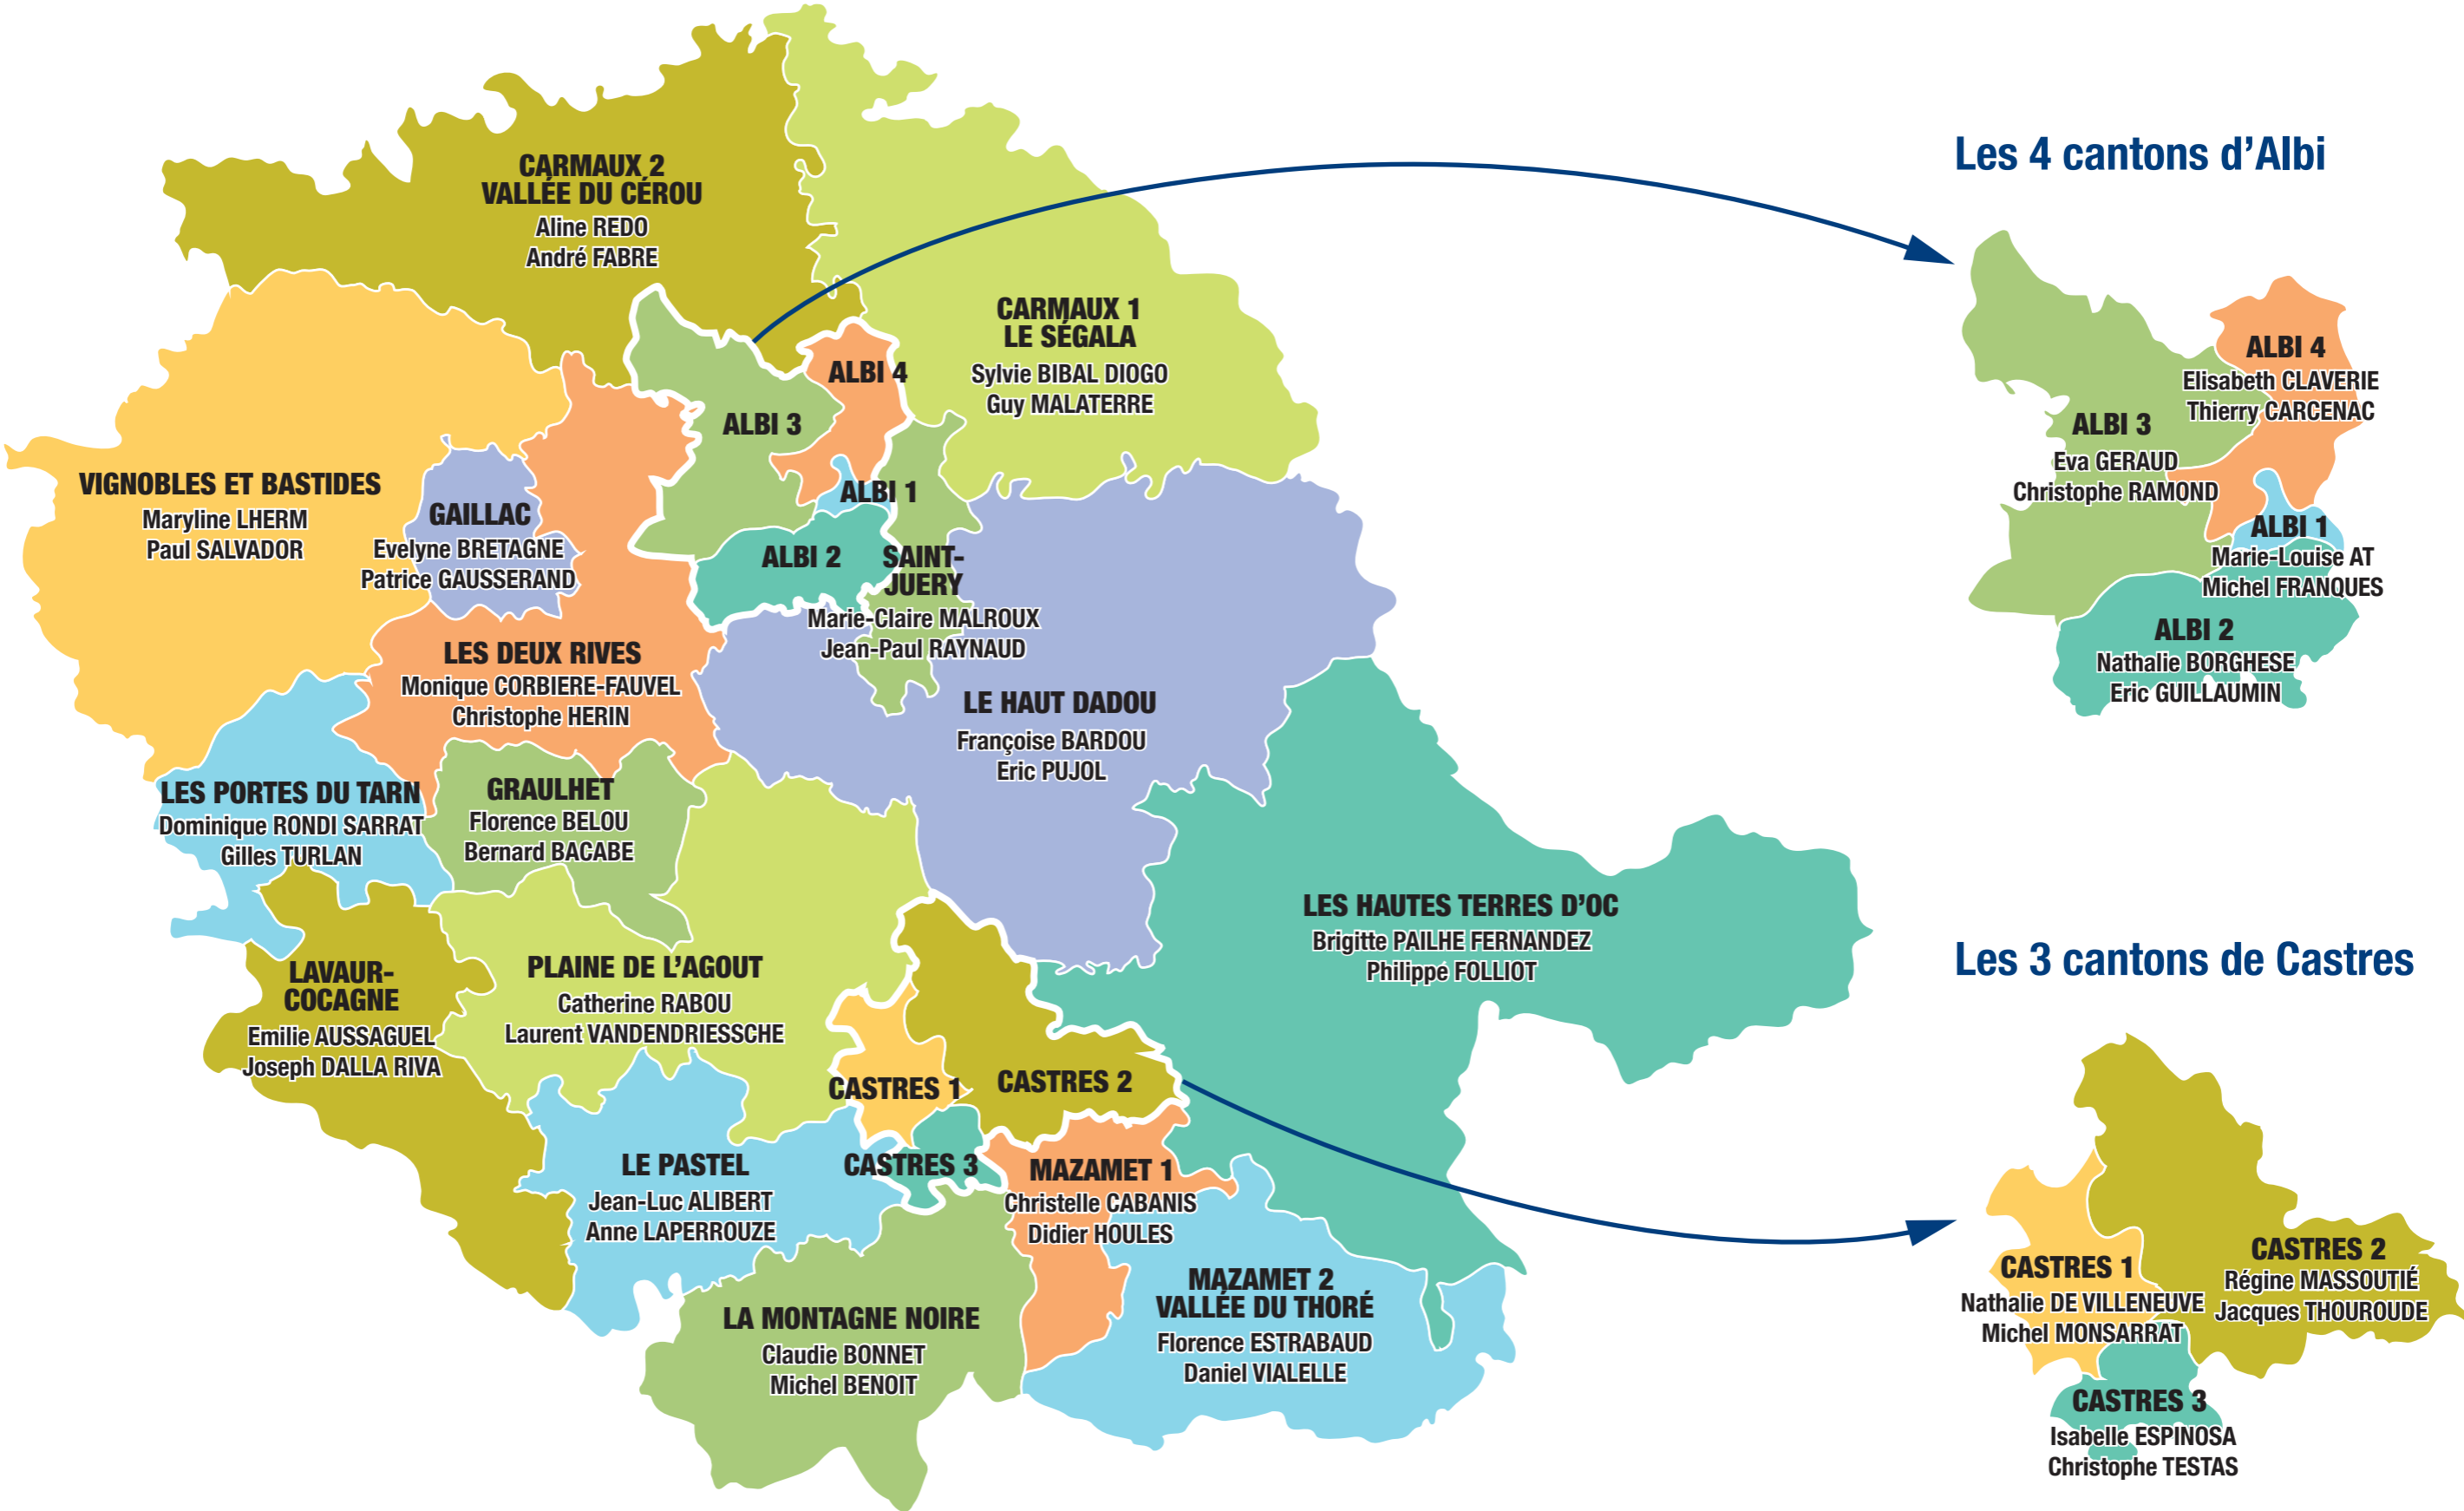 CARMAUX 2
VALLÉE DU CÉROU
Aline REDO
André FABRE
CARMAUX 1
LE SÉGALA
Sylvie BIBAL DIOGO
Guy MALATERRE
ALBI 4
ALBI 3
ALBI 1
ALBI 2
VIGNOBLES ET BASTIDES
Maryline LHERM
Paul SALVADOR
GAILLAC
Evelyne BRETAGNE
Patrice GAUSSERAND
SAINT-
JUERY
Marie-Claire MALROUX
Jean-Paul RAYNAUD
LES DEUX RIVES
Monique CORBIERE-FAUVEL
Christophe HERIN
LE HAUT DADOU
Françoise BARDOU
Eric PUJOL
LES PORTES DU TARN
Dominique RONDI SARRAT
Gilles TURLAN
GRAULHET
Florence BELOU
Bernard BACABE
LES HAUTES TERRES D'OC
Brigitte PAILHE FERNANDEZ
Philippe FOLLIOT
LAVAUR-
COCAGNE
Emilie AUSSAGUEL
Joseph DALLA RIVA
PLAINE DE L'AGOUT
Catherine RABOU
Laurent VANDENDRIESSCHE
CASTRES 1
CASTRES 2
CASTRES 3
LE PASTEL
Jean-Luc ALIBERT
Anne LAPERROUZE
MAZAMET 1
Christelle CABANIS
Didier HOULES
MAZAMET 2
VALLÉE DU THORÉ
Florence ESTRABAUD
Daniel VIALELLE
LA MONTAGNE NOIRE
Claudie BONNET
Michel BENOIT
Les 4 cantons d'Albi
ALBI 4
Elisabeth CLAVERIE
Thierry CARCENAC
ALBI 3
Eva GERAUD
Christophe RAMOND
ALBI 1
Marie-Louise AT
Michel FRANQUES
ALBI 2
Nathalie BORGHESE
Eric GUILLAUMIN
Les 3 cantons de Castres
CASTRES 2
Régine MASSOUTIÉ
Jacques THOUROUDE
CASTRES 1
Nathalie DE VILLENEUVE
Michel MONSARRAT
CASTRES 3
Isabelle ESPINOSA
Christophe TESTAS